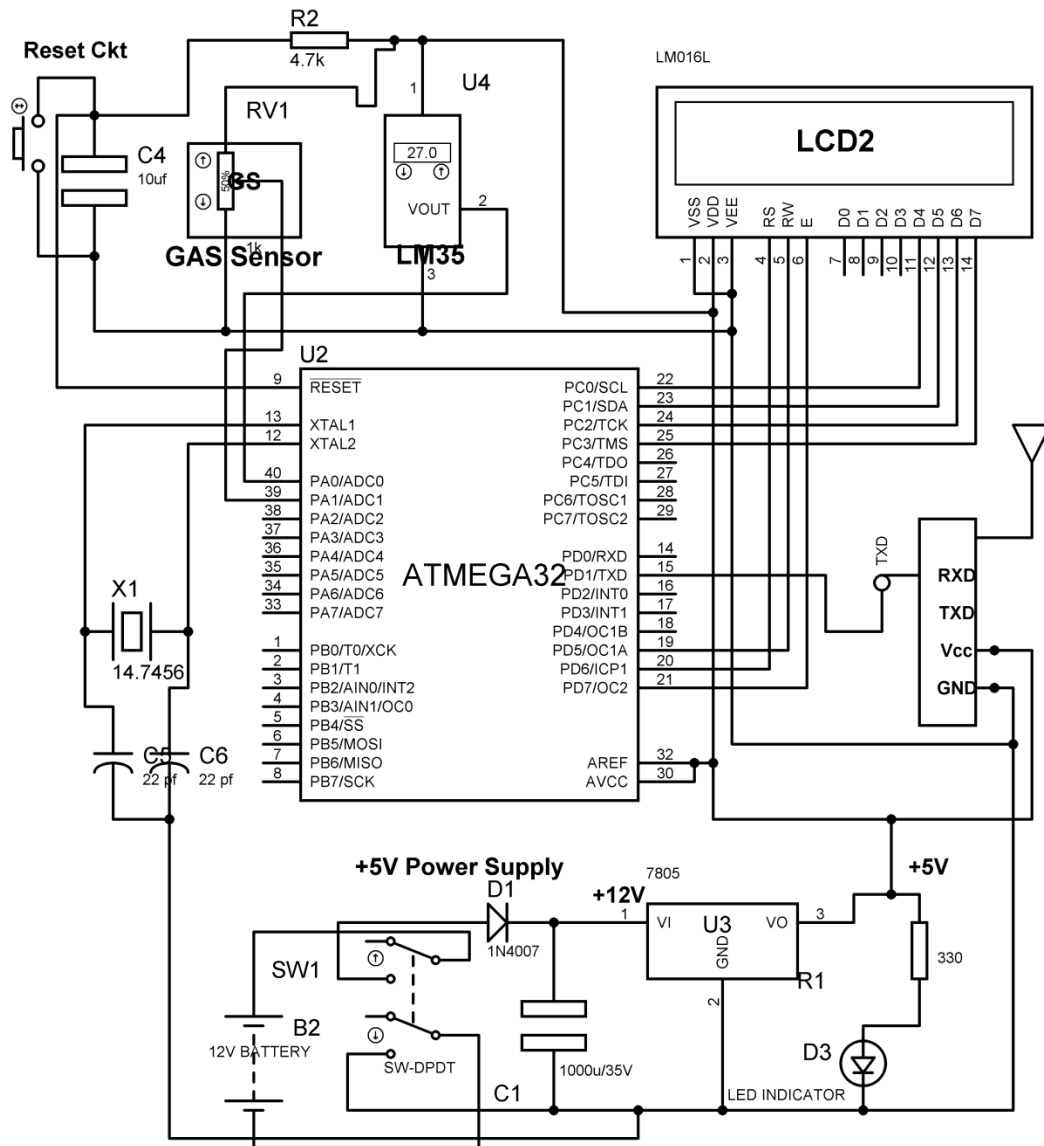 R2
4.7k
Reset Ckt
C4
10uf
RV1
50%
GS
1k
GAS Sensor
U4
1
27.0
VOUT
2
LM35
3
LM016L
LCD2
VSS
VDD
VEE
RS
RW
E
D0
D1
D2
D3
D4
D5
D6
D7
1
2
3
4
5
6
7
8
9
10
11
12
13
14
U2
ATMEGA32
9 RESET
13 XTAL1
12 XTAL2
40 PA0/ADC0
39 PA1/ADC1
38 PA2/ADC2
37 PA3/ADC3
36 PA4/ADC4
35 PA5/ADC5
34 PA6/ADC6
33 PA7/ADC7
1 PB0/T0/XCK
2 PB1/T1
3 PB2/AIN0/INT2
4 PB3/AIN1/OC0
5 PB4/SS
6 PB5/MOSI
7 PB6/MISO
8 PB7/SCK
PC0/SCL 22
PC1/SDA 23
PC2/TCK 24
PC3/TMS 25
PC4/TDO 26
PC5/TDI 27
PC6/TOSC1 28
PC7/TOSC2 29
PD0/RXD 14
PD1/TXD 15
PD2/INT0 16
PD3/INT1 17
PD4/OC1B 18
PD5/OC1A 19
PD6/ICP1 20
PD7/OC2 21
AREF 32
AVCC 30
TXD
RXD
TXD
Vcc
GND
X1
14.7456
C5
22 pf
C6
22 pf
+5V Power Supply
D1
1N4007
+12V
7805
1
VI
U3
VO
3
GND
2
R1
+5V
330
SW1
SW-DPDT
B2
12V BATTERY
C1
1000u/35V
D3
LED INDICATOR